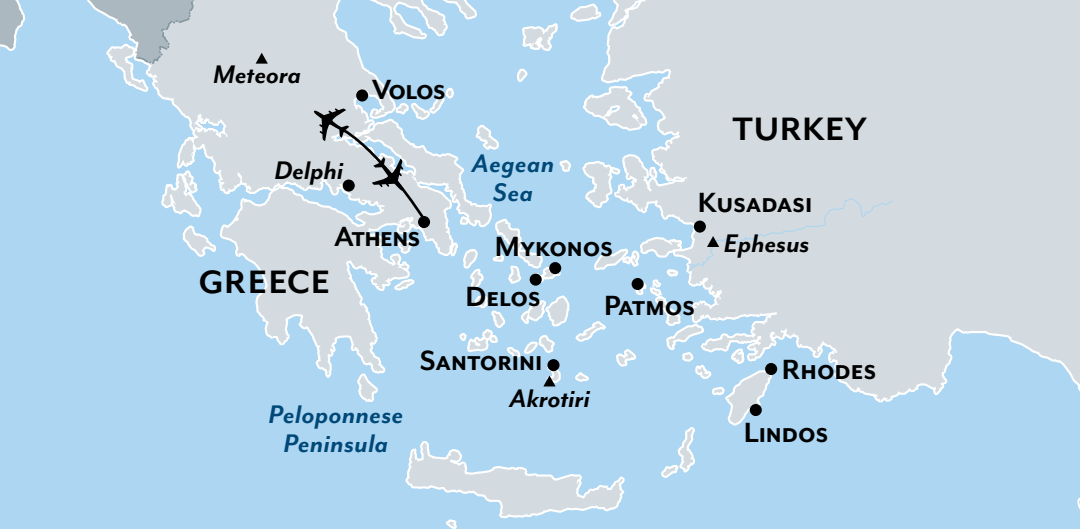 Meteora
VOLOS
TURKEY
Aegean
Sea
Delphi
KUSADASI
ATHENS
Ephesus
MYKONOS
GREECE
DELOS
PATMOS
SANTORINI
RHODES
Akrotiri
Peloponnese
Peninsula
LINDOS